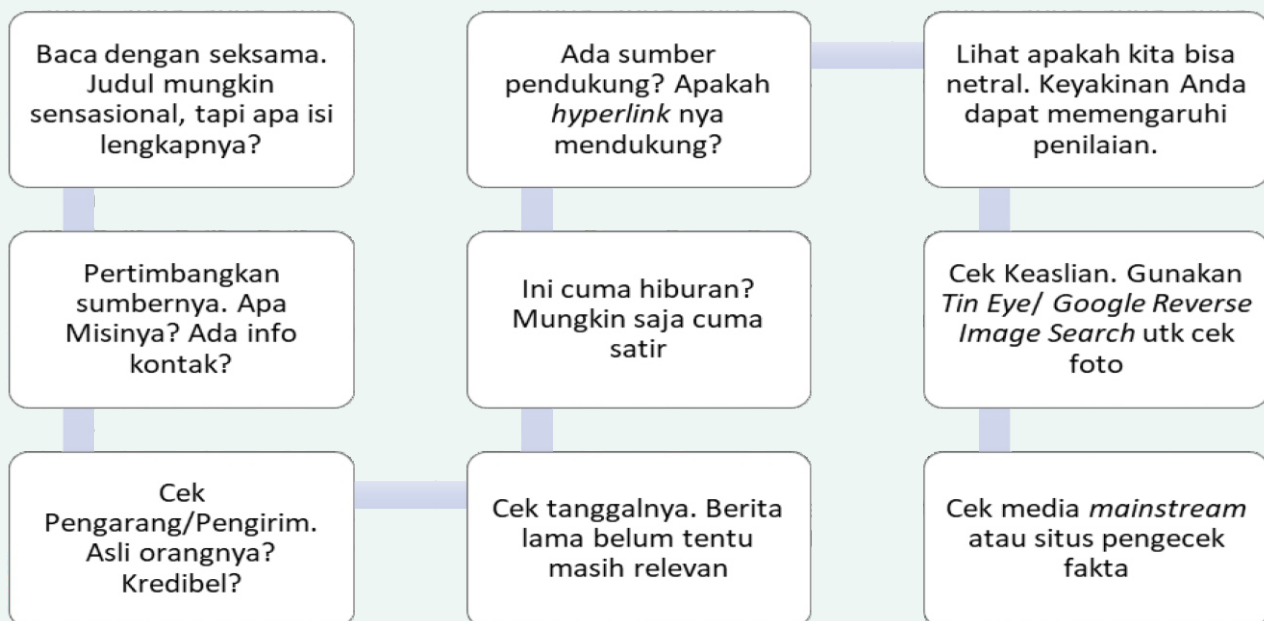 Baca dengan seksama.
Judul mungkin
sensasional, tapi apa isi
lengkapnya?
Pertimbangkan
sumbernya. Apa
Misinya? Ada info
kontak?
Cek
Pengarang/Pengirim.
Asli orangnya?
Kredibel?
Cek tanggalnya. Berita
lama belum tentu
masih relevan
Ini cuma hiburan?
Mungkin saja cuma
satir
Ada sumber
pendukung? Apakah
hyperlink nya
mendukung?
Lihat apakah kita bisa
netral. Keyakinan Anda
dapat memengaruhi
penilaian.
Cek Keaslian. Gunakan
Tin Eye/ Google Reverse
Image Search utk cek
foto
Cek media mainstream
atau situs pengecek
fakta